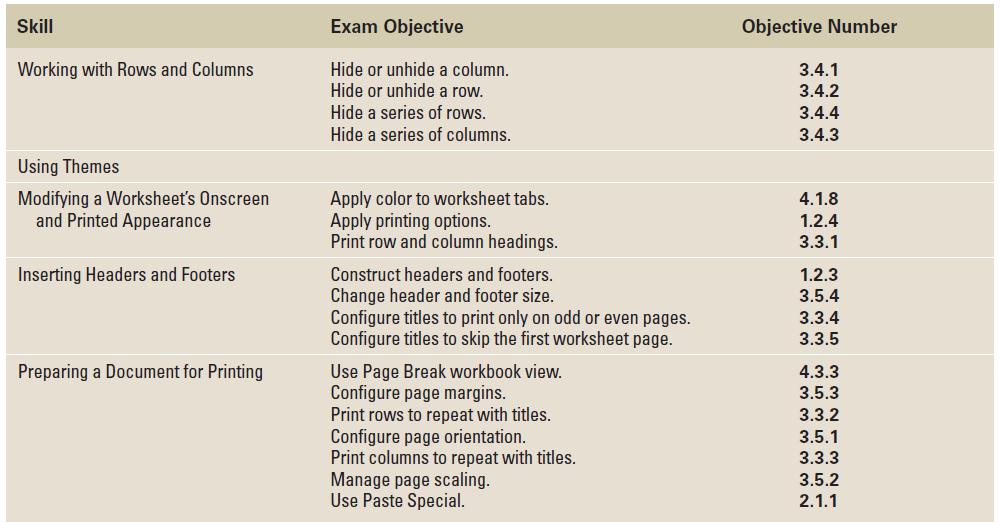 Skill Exam Objective Objective Number
Working with Rows and Columns Hide or unhide a column. 3.4.1
Hide or unhide a row. 3.4.2
Hide a series of rows. 3.4.4
Hide a series of columns. 3.4.3
Using Themes
Modifying a Worksheet’s Onscreen Apply color to worksheet tabs. 4.1.8
and Printed Appearance Apply printing options. 1.2.4
Print row and column headings. 3.3.1
Inserting Headers and Footers Construct headers and footers. 1.2.3
Change header and footer size. 3.5.4
Configure titles to print only on odd or even pages. 3.3.4
Configure titles to skip the first worksheet page. 3.3.5
Preparing a Document for Printing Use Page Break workbook view. 4.3.3
Configure page margins. 3.5.3
Print rows to repeat with titles. 3.3.2
Configure page orientation. 3.5.1
Print columns to repeat with titles. 3.3.3
Manage page scaling. 3.5.2
Use Paste Special. 2.1.1